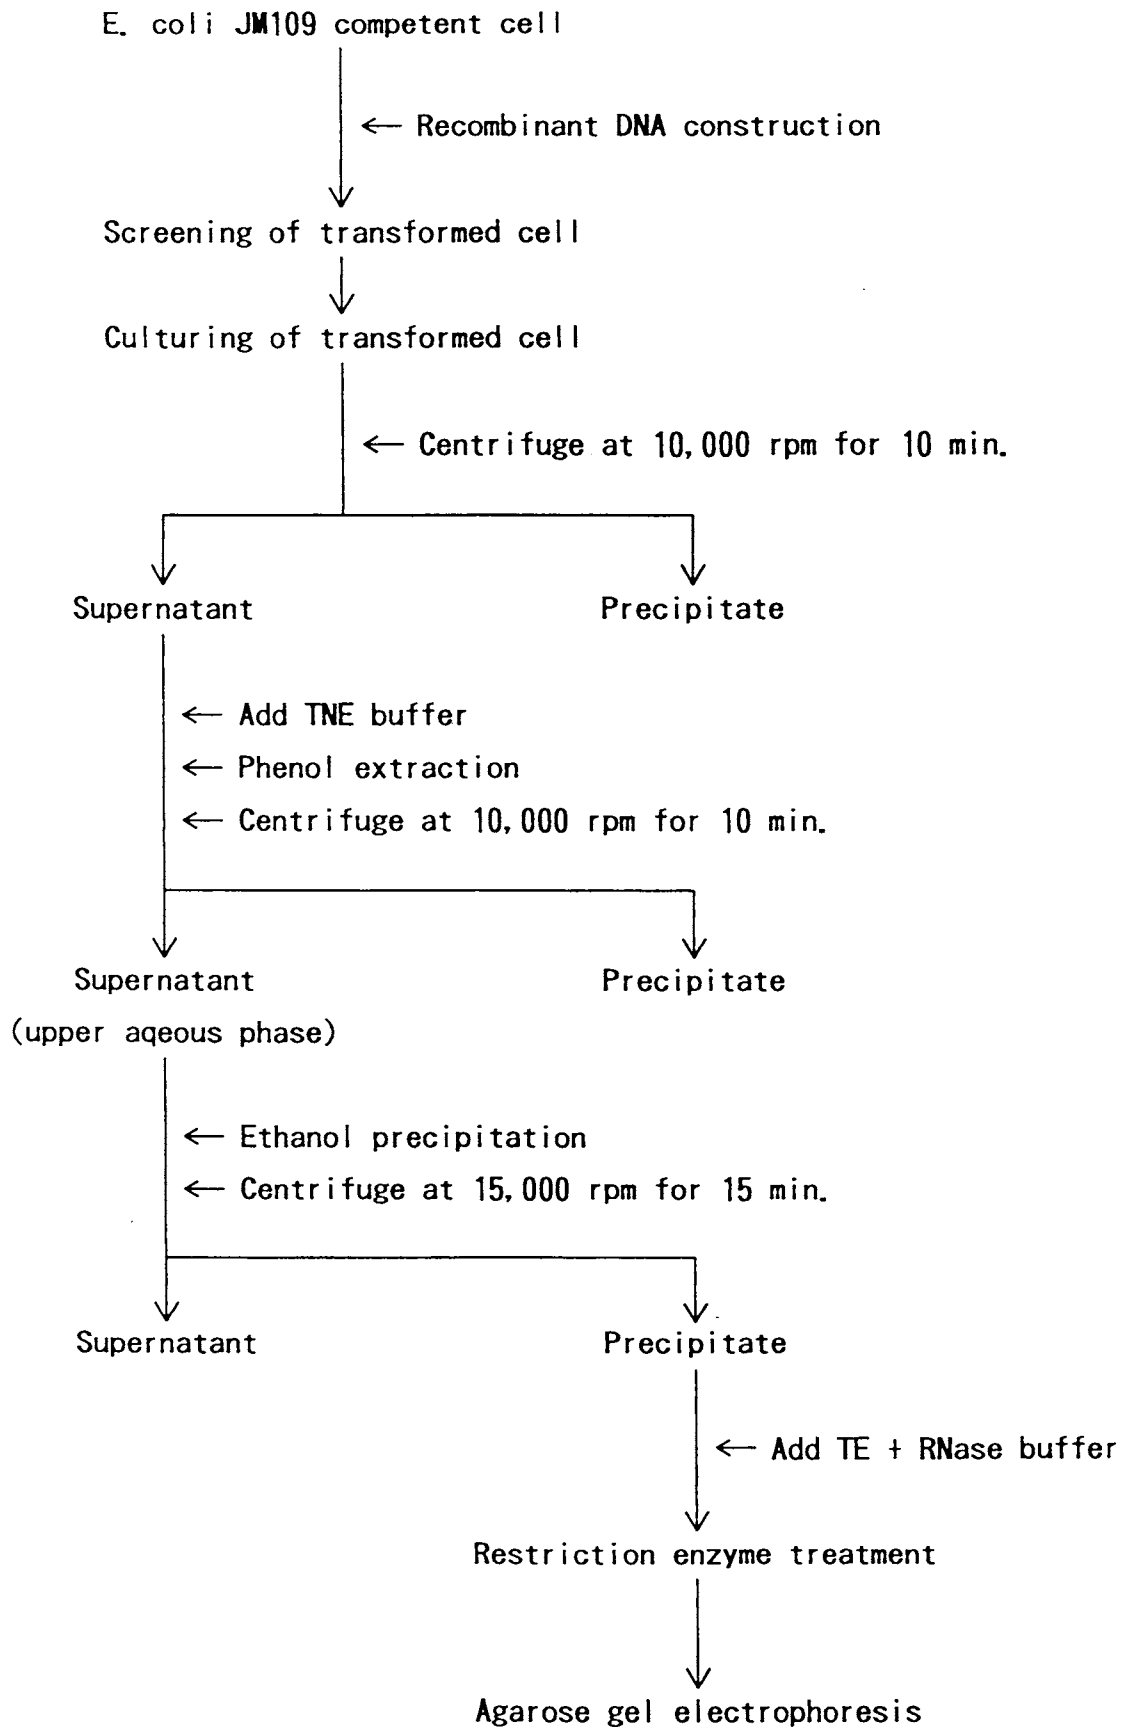 E. coli JM109 competent cell
← Recombinant DNA construction
Screening of transformed cell
Culturing of transformed cell
← Centrifuge at 10,000 rpm for 10 min.
Supernatant Precipitate
← Add TNE buffer
← Phenol extraction
← Centrifuge at 10,000 rpm for 10 min.
Supernatant Precipitate
(upper aqeous phase)
← Ethanol precipitation
← Centrifuge at 15,000 rpm for 15 min.
Supernatant Precipitate
← Add TE + RNase buffer
Restriction enzyme treatment
Agarose gel electrophoresis